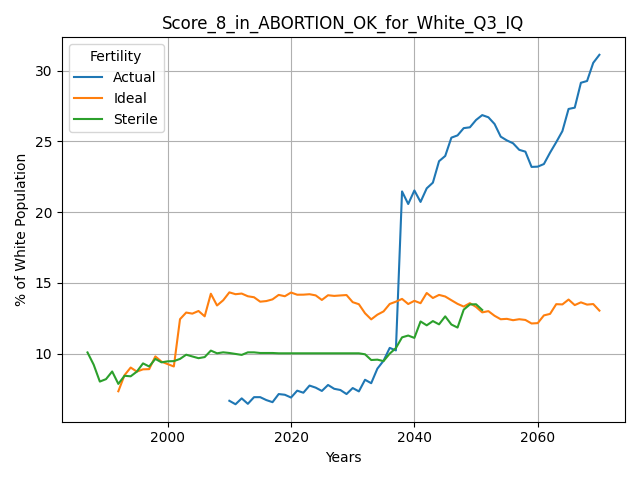 Score_8_in_ABORTION_OK_for_White_Q3_IQ
Fertility
Actual
Ideal
Sterile
% of White Population
30
25
20
15
10
2000 2020 2040 2060
Years